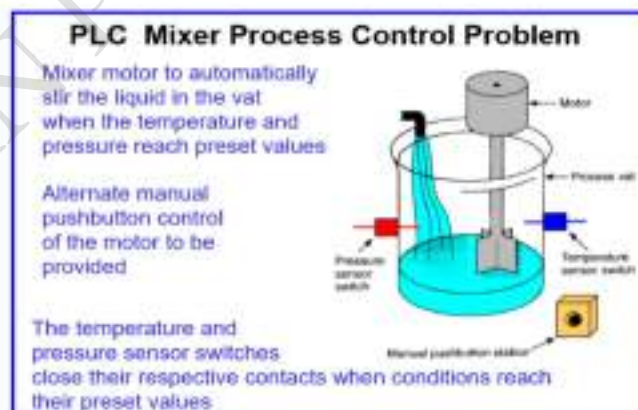 PLC Mixer Process Control Problem
Mixer motor to automatically
stir the liquid in the vat
when the temperature and
pressure reach preset values
Alternate manual
pushbutton control
of the motor to be
provided
The temperature and
pressure sensor switches
close their respective contacts when conditions reach
their preset values
Motor
Process vat
Pressure
sensor
switch
Temperature
sensor switch
Manual pushbutton station